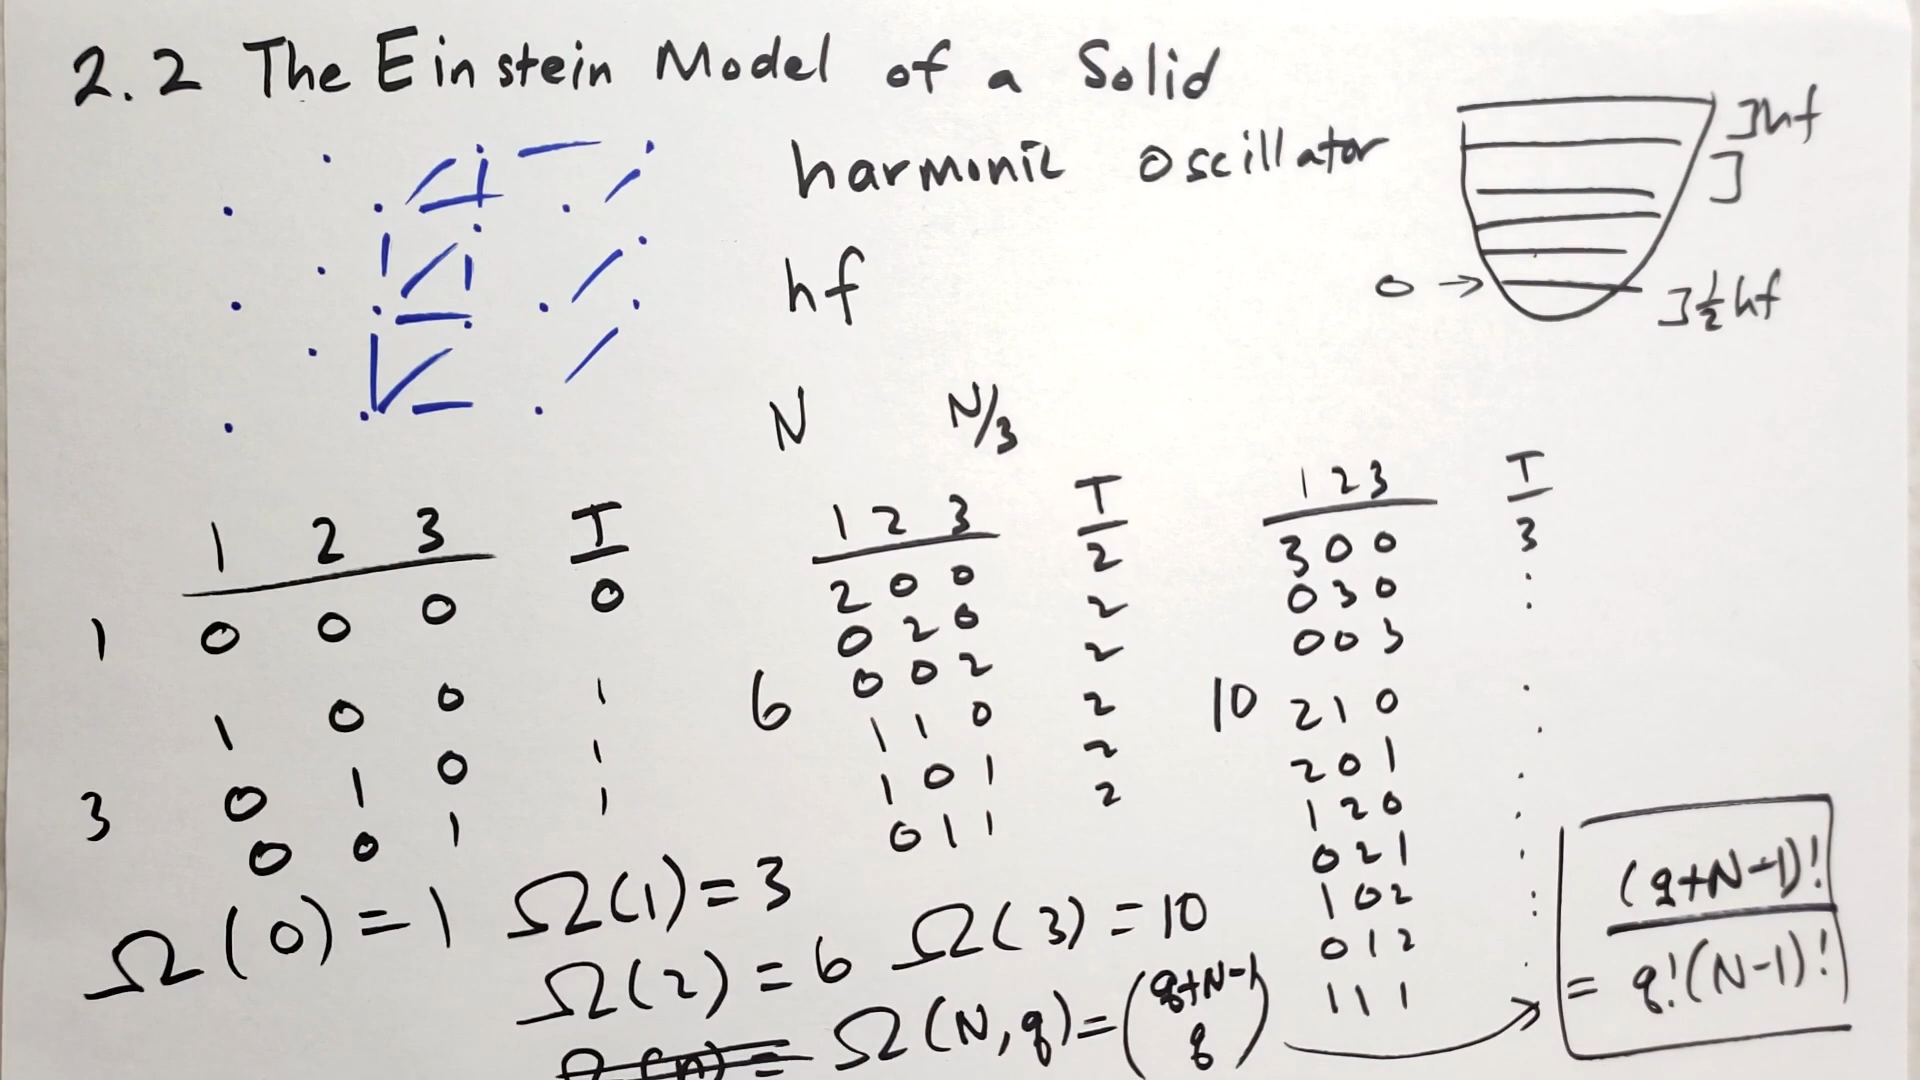 2.2 The Einstein Model of a Solid
harmonic oscillator
]hf
]
hf
0 →
]½hf
N N/3
1 2 3 T
1 0 0 0 0
1 0 0 1
0 1 0 1
3
0 0 1 1
1 2 3 T
2 0 0 2
0 2 0 2
0 0 2 2
6
1 1 0 2
1 0 1 2
0 1 1 2
1 2 3 T
3 0 0 3
0 3 0 :
0 0 3
10 2 1 0 .
2 0 1 .
1 2 0 .
0 2 1 .
1 0 2 :
0 1 2
1 1 1 .
Ω(0)=1 Ω(1)=3
Ω(2)=6 Ω(3)=10
Ω(n)=
Ω(N,q)=(q+N-1
q)
→
= (q+N-1)!
q!(N-1)!